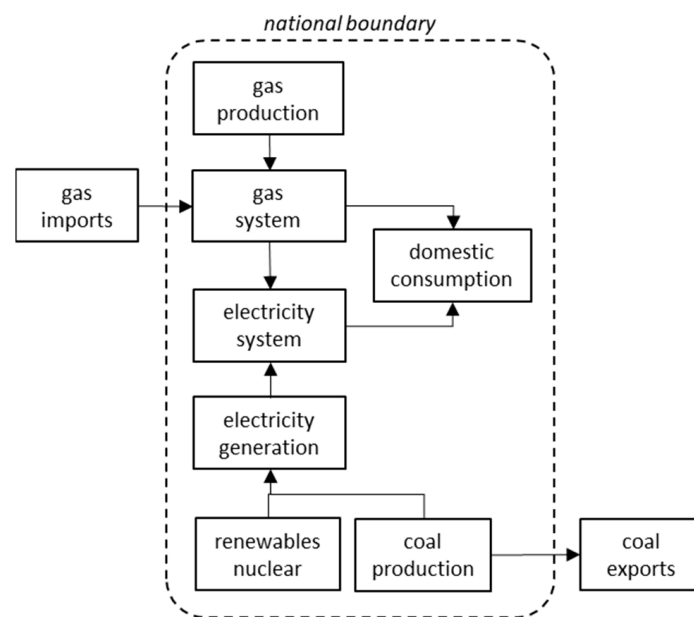 national boundary
gas
production
gas
imports
gas
system
domestic
consumption
electricity
system
electricity
generation
renewables
nuclear
coal
production
coal
exports